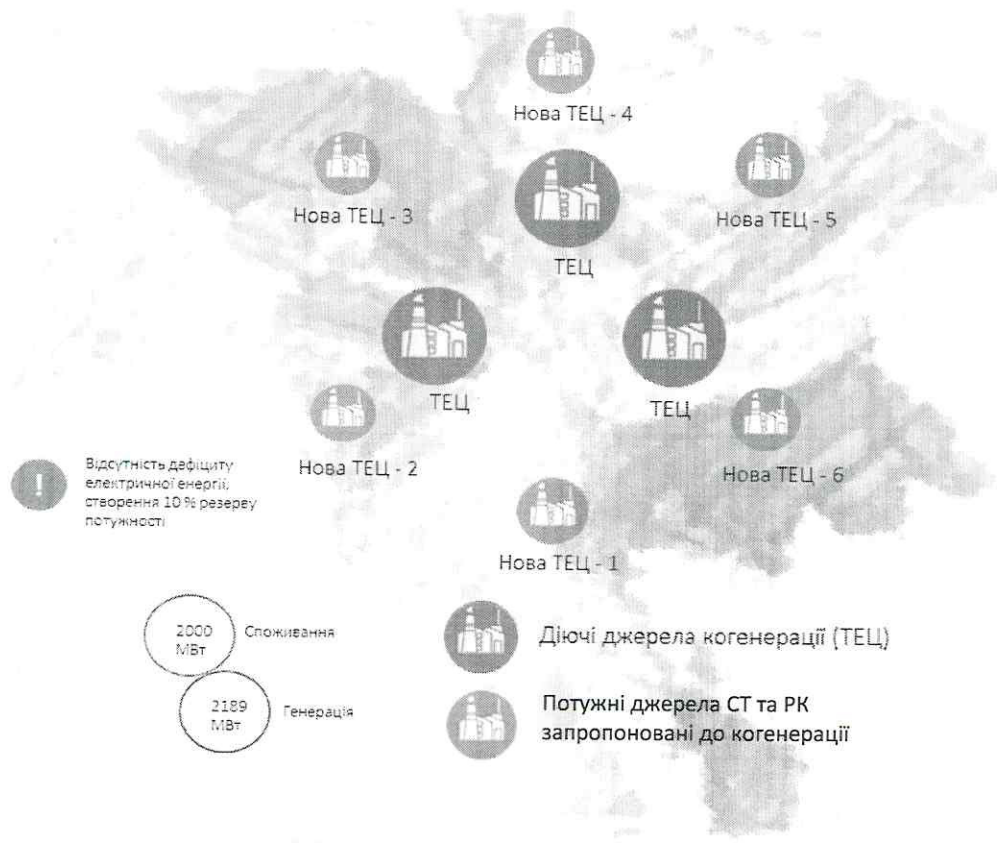 Нова ТЕЦ - 4
Нова ТЕЦ - 3
Нова ТЕЦ - 5
ТЕЦ
ТЕЦ
ТЕЦ
Нова ТЕЦ - 2
Нова ТЕЦ - 6
Відсутність дефіциту
електричної енергії,
створення 10 % резерву
потужності
!
Нова ТЕЦ - 1
2000
МВт
Споживання
2189
МВт
Генерація
Діючі джерела когенерації (ТЕЦ)
Потужні джерела СТ та РК
запропоновані до когенерації